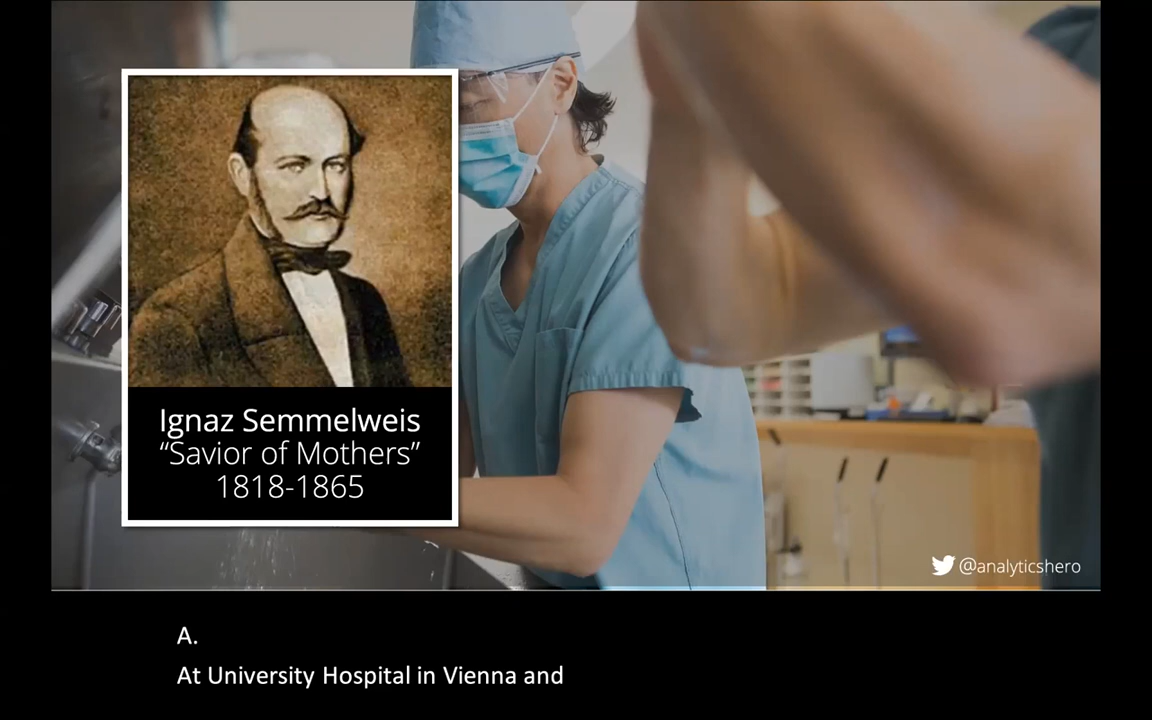 Ignaz Semmelweis
“Savior of Mothers”
1818-1865
@analyticshero
A.
At University Hospital in Vienna and